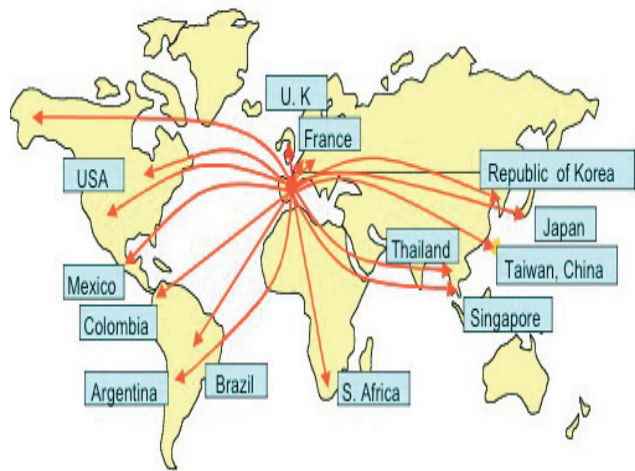 U. K
France
USA
Republic of Korea
Japan
Thailand
Taiwan, China
Mexico
Singapore
Colombia
Argentina
Brazil
S. Africa